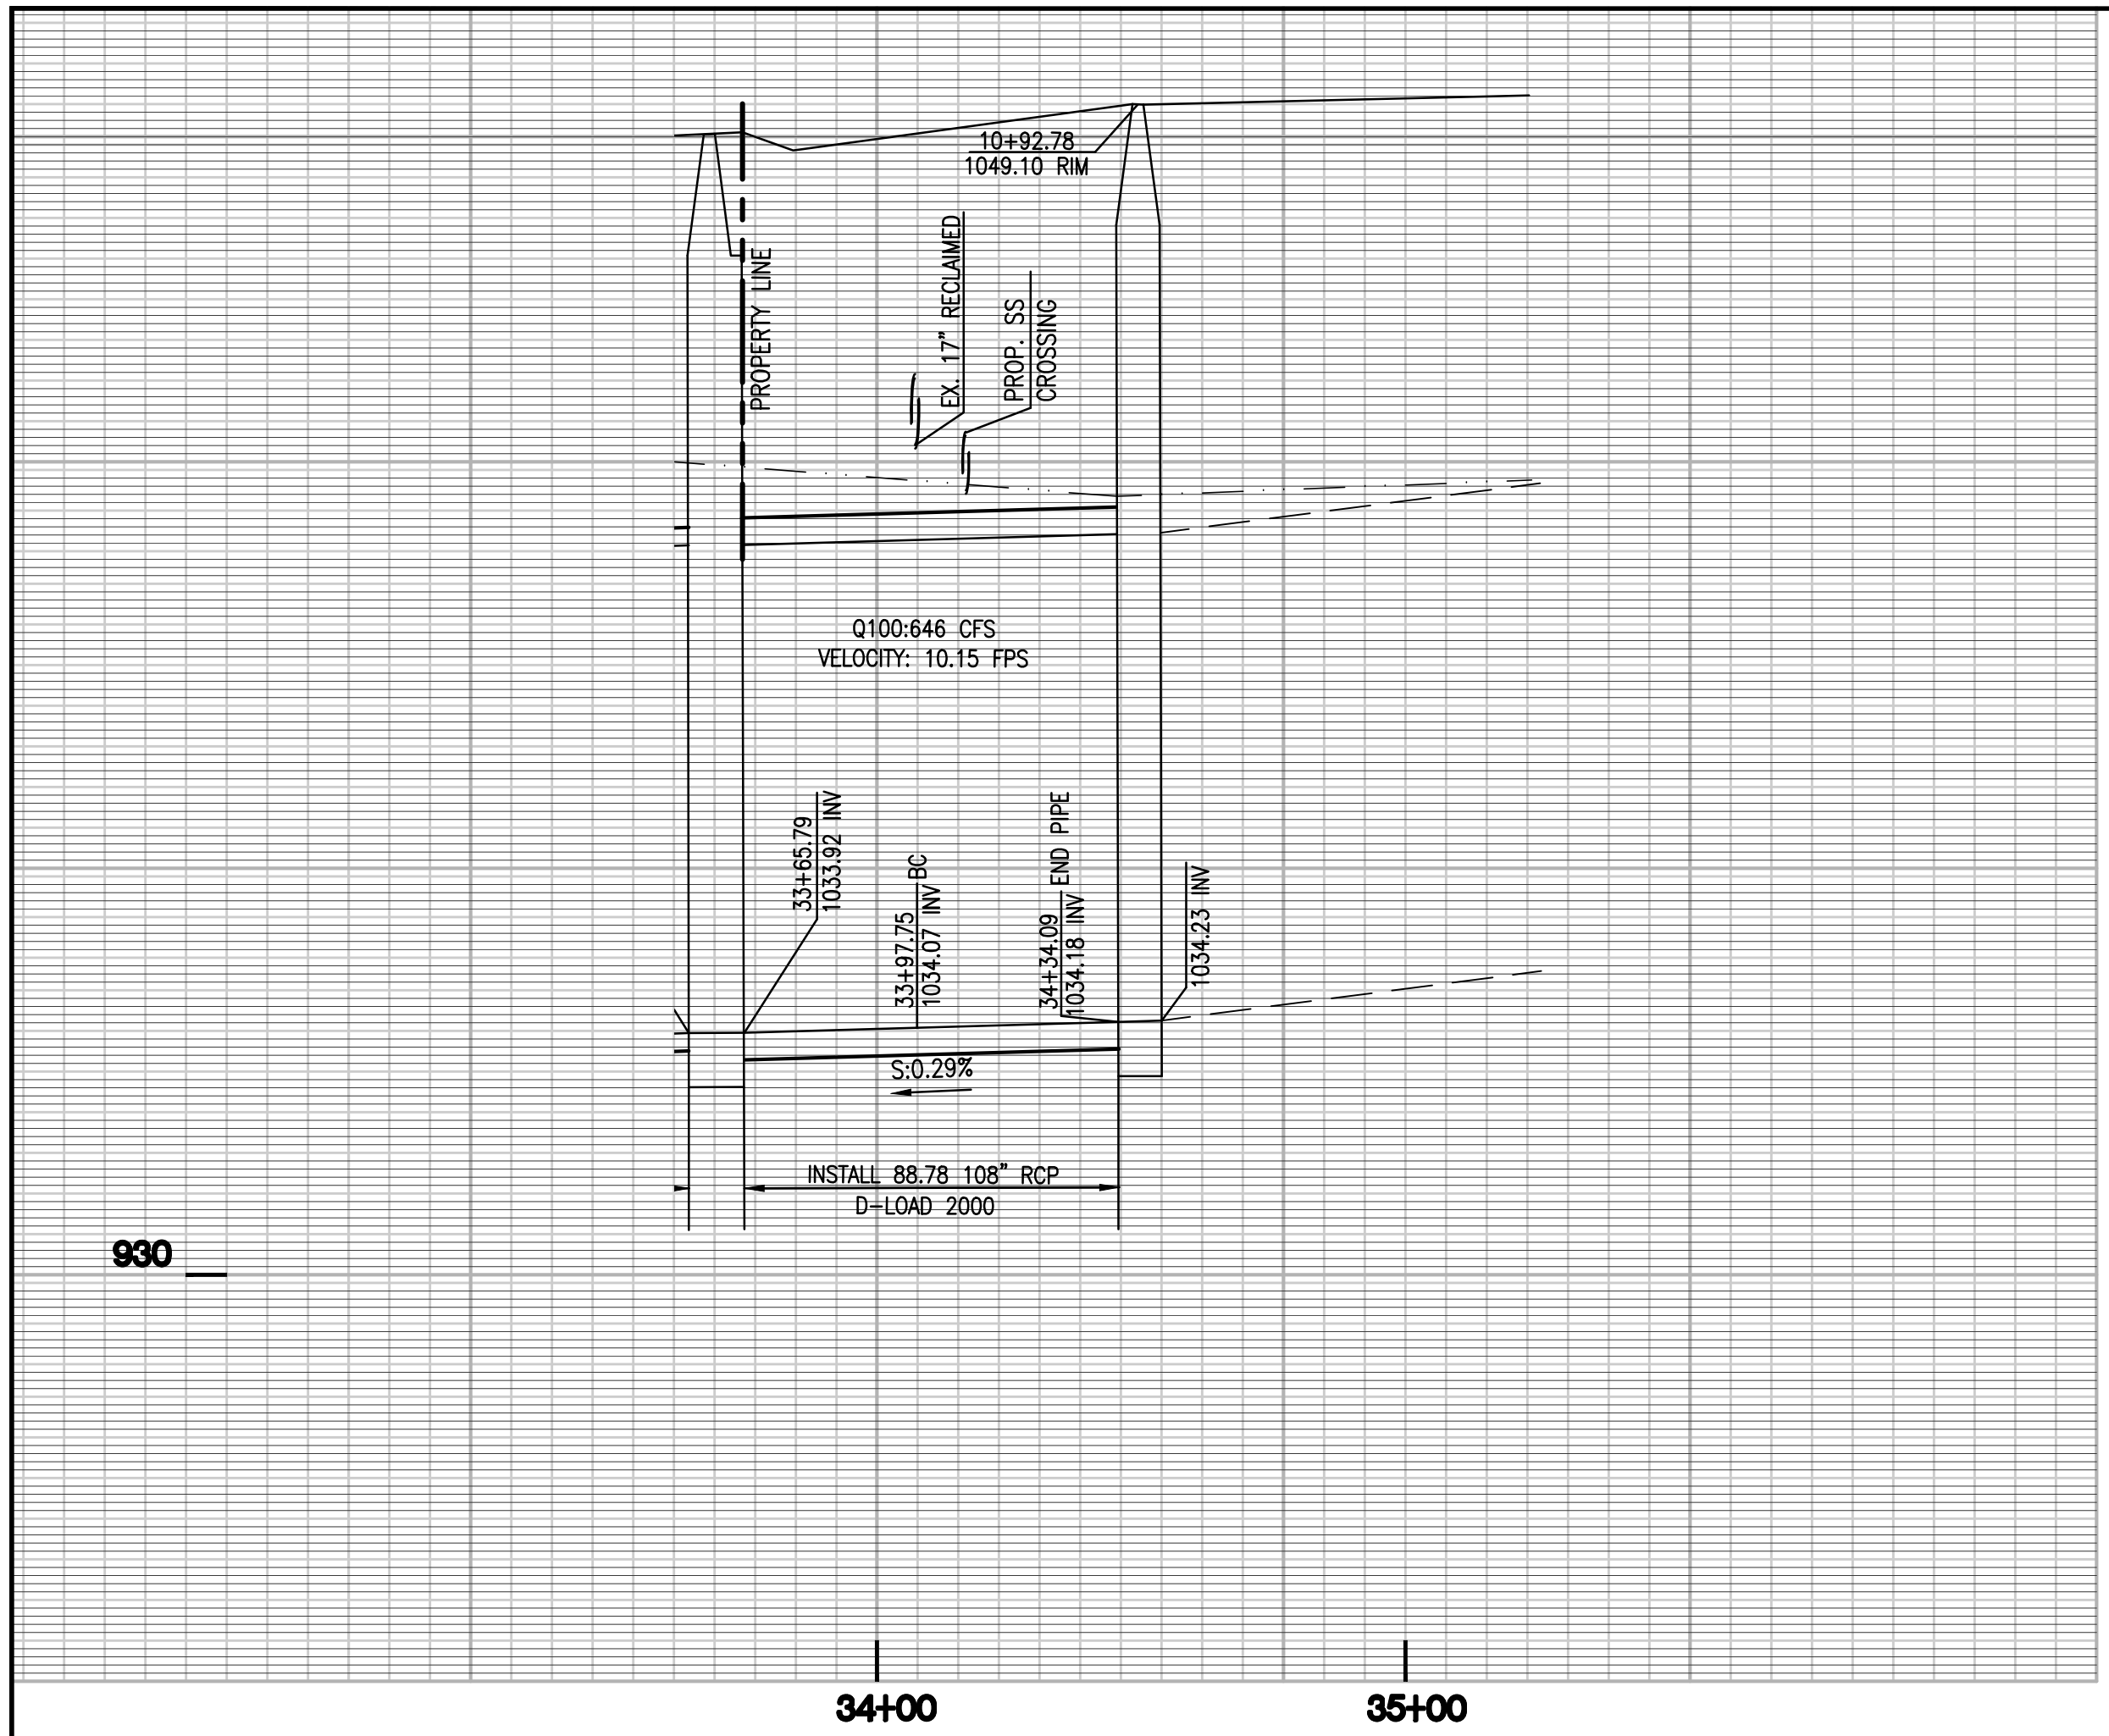 10+92.78
1049.10 RIM
PROPERTY LINE
EX. 17" RECLAIMED
PROP. SS
CROSSING
Q100:646 CFS
VELOCITY: 10.15 FPS
33+65.79
1033.92 INV
33+97.75 BC
1034.07 INV
34+34.09 END PIPE
1034.18 INV
1034.23 INV
S:0.29%
INSTALL 88.78 108" RCP
D-LOAD 2000
930
34+00
35+00